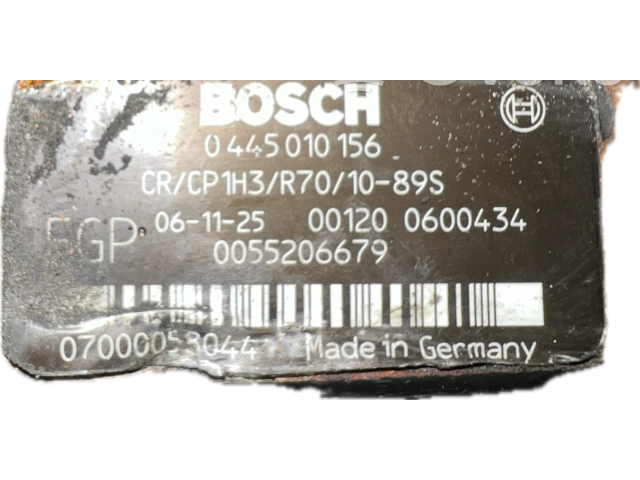 BOSCH
0 445 010 156
CR/CP1H3/R70/10-89S
06-11-25 00120 0600434
0055206679
Made in Germany